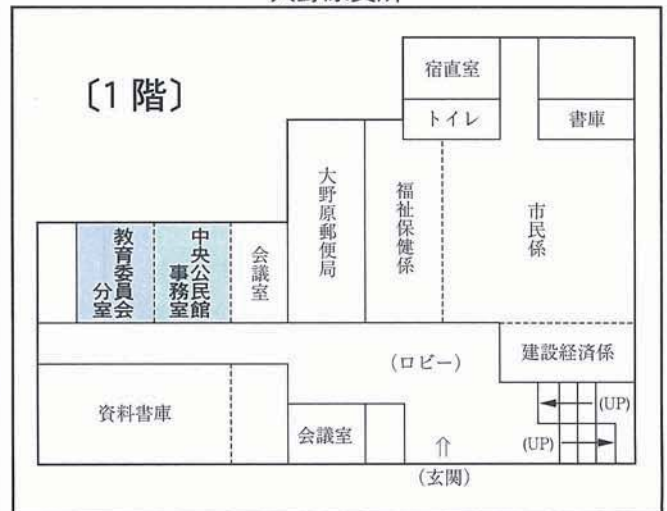 〔1階〕
宿直室
トイレ
書庫
大野原郵便局
福祉保健係
市民係
教育委員会
分室
中央公民館
事務室
会議室
建設経済係
(ロビー)
資料書庫
会議室
(UP)
(UP)
⇑
(玄関)